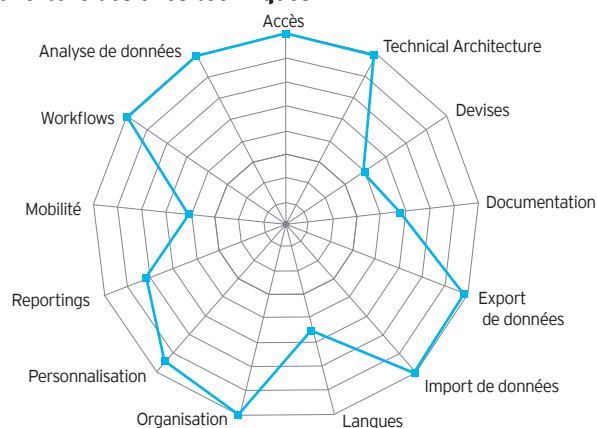 Accès
Technical Architecture
Analyse de données
Devises
Workflows
Documentation
Mobilité
Export
de données
Reportings
Import de données
Personnalisation
Organisation
Langues